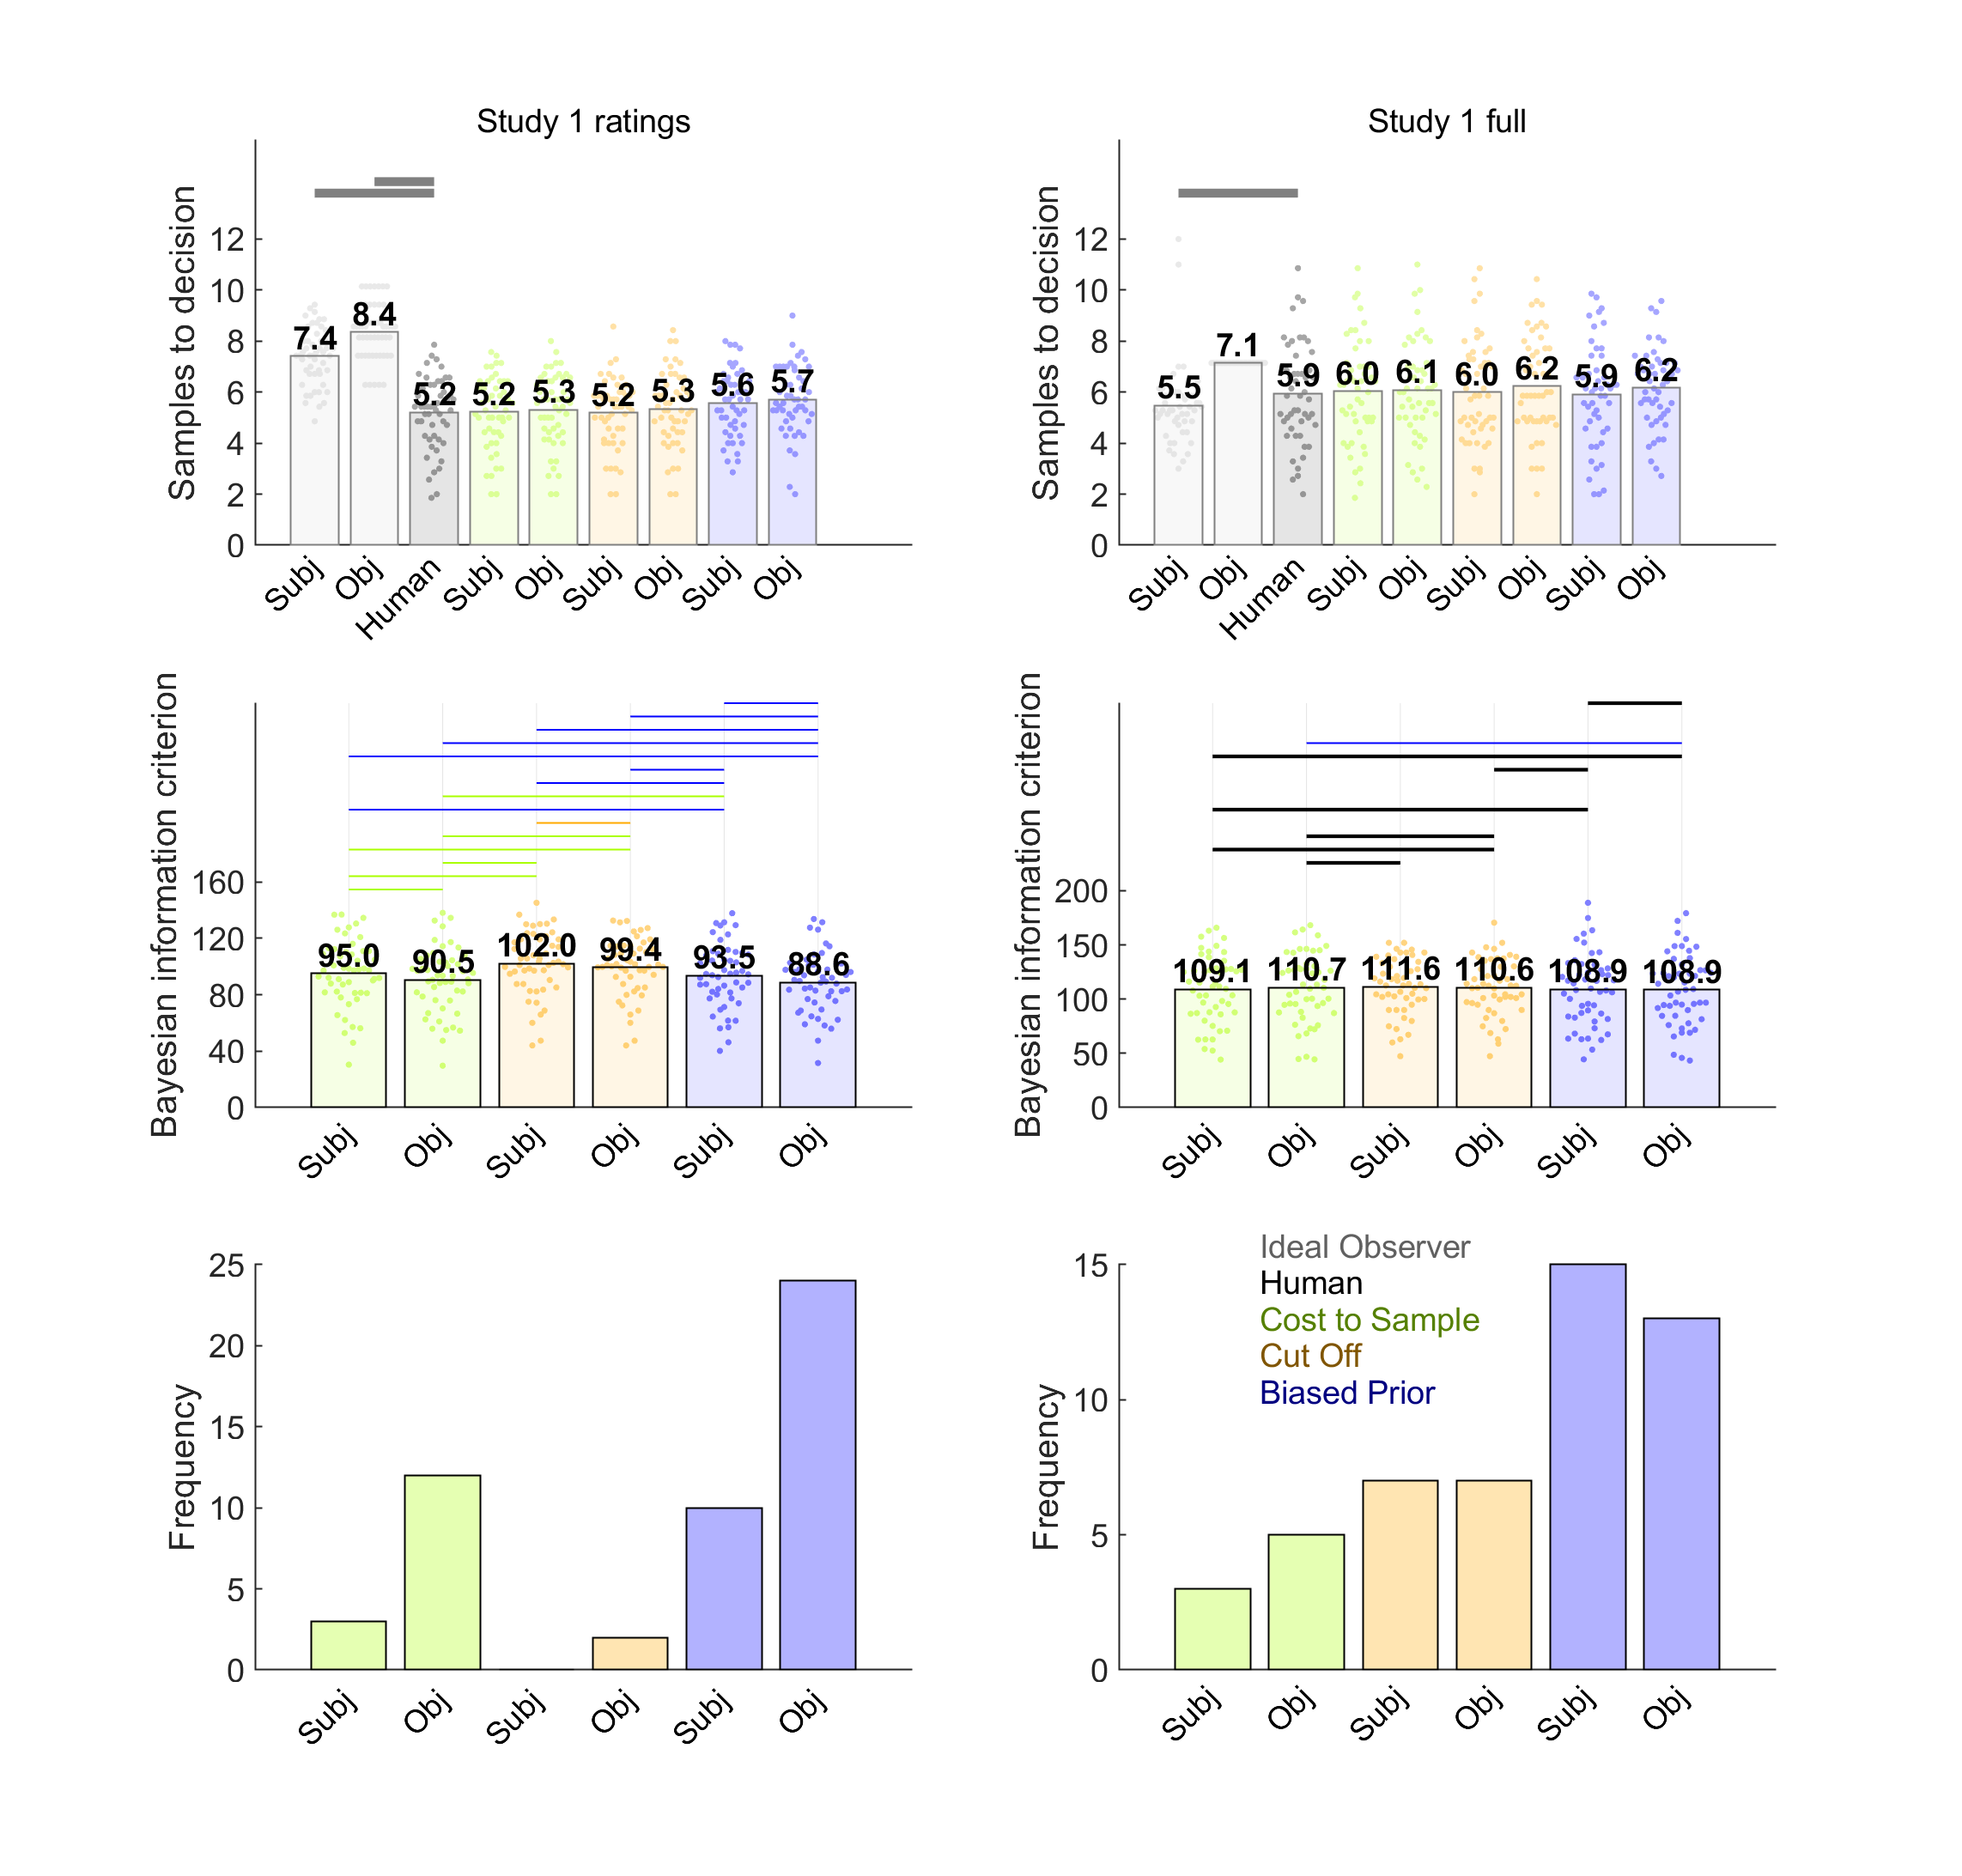 Study 1 ratings
Samples to decision
12
10
8
6
4
2
0
7.4 8.4 5.2 5.2 5.3 5.2 5.3 5.6 5.7
Subj Obj Human Subj Obj Subj Obj Subj Obj
Study 1 full
Samples to decision
12
10
8
6
4
2
0
5.5 7.1 5.9 6.0 6.1 6.0 6.2 5.9 6.2
Subj Obj Human Subj Obj Subj Obj Subj Obj
Bayesian information criterion
160
120
80
40
0
95.0 90.5 102.0 99.4 93.5 88.6
Subj Obj Subj Obj Subj Obj
Bayesian information criterion
200
150
100
50
0
109.1 110.7 111.6 110.6 108.9 108.9
Subj Obj Subj Obj Subj Obj
Frequency
25
20
15
10
5
0
Subj Obj Subj Obj Subj Obj
Frequency
15
10
5
0
Ideal Observer
Human
Cost to Sample
Cut Off
Biased Prior
Subj Obj Subj Obj Subj Obj